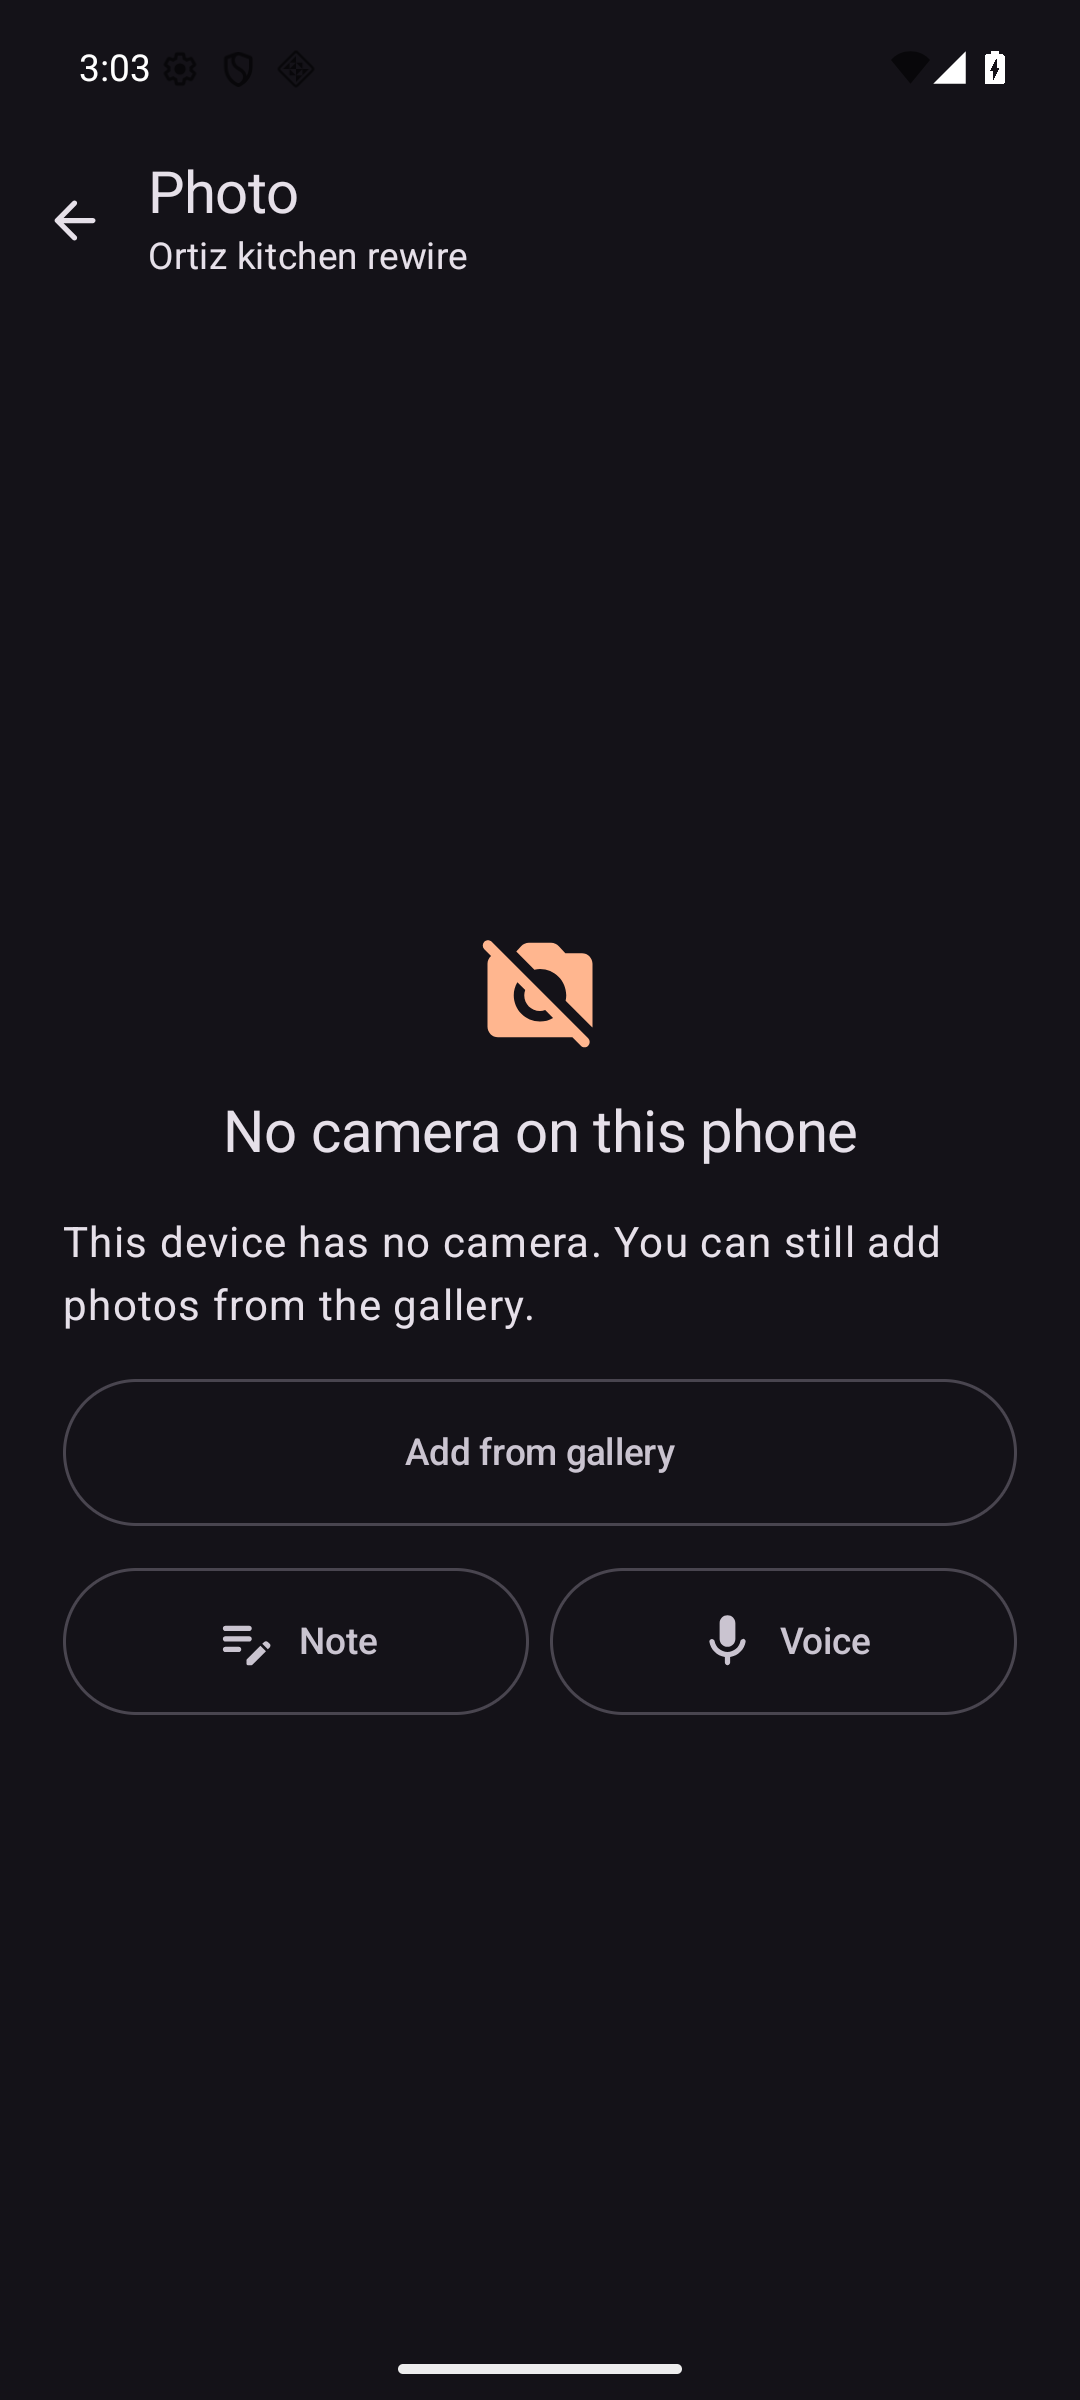 3:03
Photo
Ortiz kitchen rewire
No camera on this phone
This device has no camera. You can still add
photos from the gallery.
Add from gallery
Note
Voice